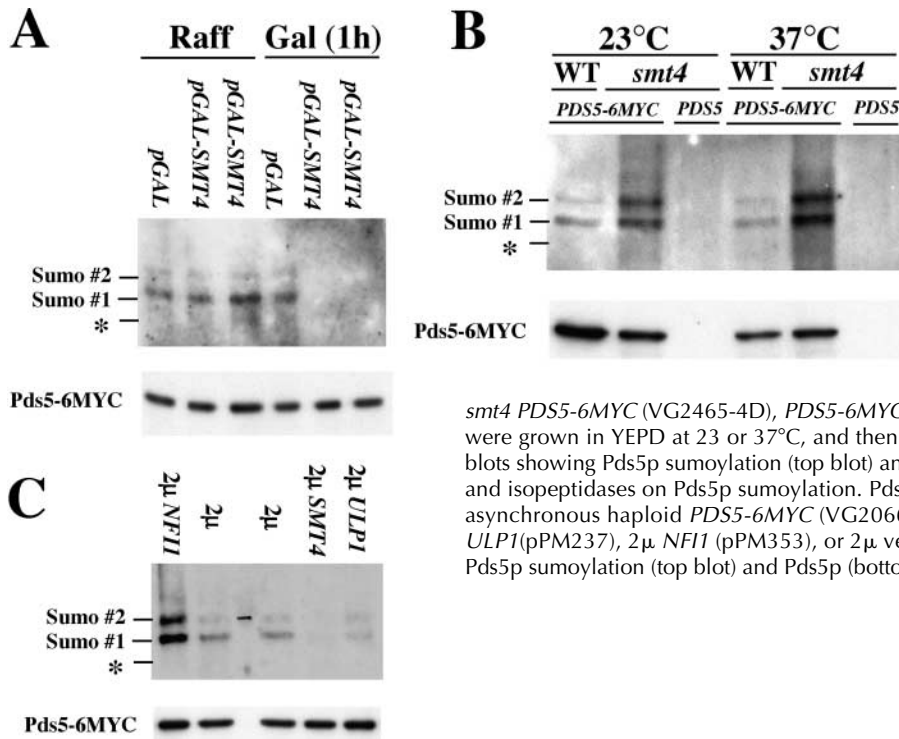 A
Raff Gal (1h)
pGAL
pGAL-SMT4
pGAL-SMT4
pGAL
pGAL-SMT4
pGAL-SMT4
Sumo #2
Sumo #1
*
Pds5-6MYC
B
23°C 37°C
WT smt4 WT smt4
PDS5-6MYC PDS5 PDS5-6MYC PDS5
Sumo #2
Sumo #1
*
Pds5-6MYC
smt4 PDS5-6MYC (VG2465-4D), PDS5-6MYC
were grown in YEPD at 23 or 37°C, and then
blots showing Pds5p sumoylation (top blot) an
and isopeptidases on Pds5p sumoylation. Pds
asynchronous haploid PDS5-6MYC (VG206
ULP1(pPM237), 2μ NFI1 (pPM353), or 2μ ve
Pds5p sumoylation (top blot) and Pds5p (botto
C
2μ NFI1
2μ
2μ
2μ SMT4
2μ ULP1
Sumo #2
Sumo #1
*
Pds5-6MYC